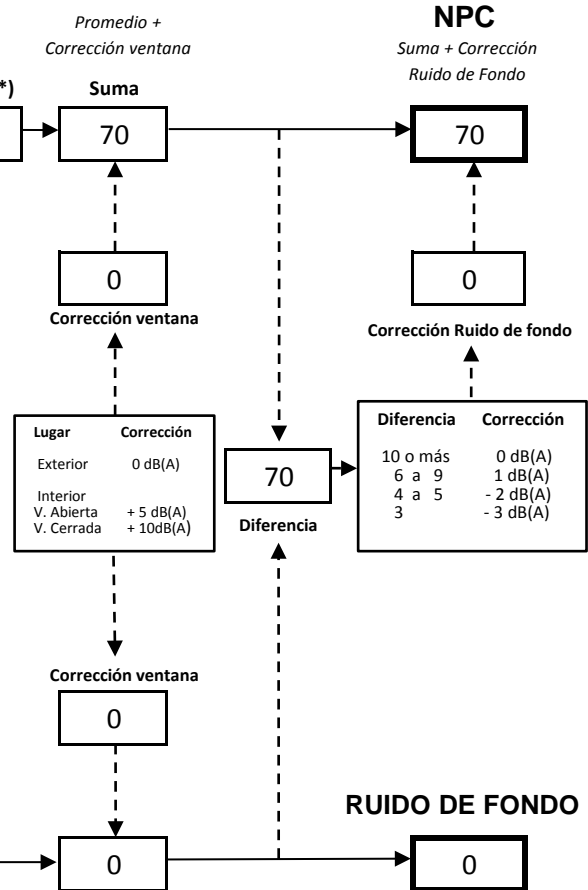 Promedio +
Corrección ventana
NPC
Suma + Corrección
Ruido de Fondo
*)
Suma
70
70
0
0
Corrección ventana
Corrección Ruido de fondo
Lugar Corrección
Exterior 0 dB(A)
Interior
V. Abierta + 5 dB(A)
V. Cerrada + 10dB(A)
70
Diferencia
Diferencia Corrección
10 o más 0 dB(A)
6 a 9 1 dB(A)
4 a 5 - 2 dB(A)
3 - 3 dB(A)
Corrección ventana
0
RUIDO DE FONDO
0
0